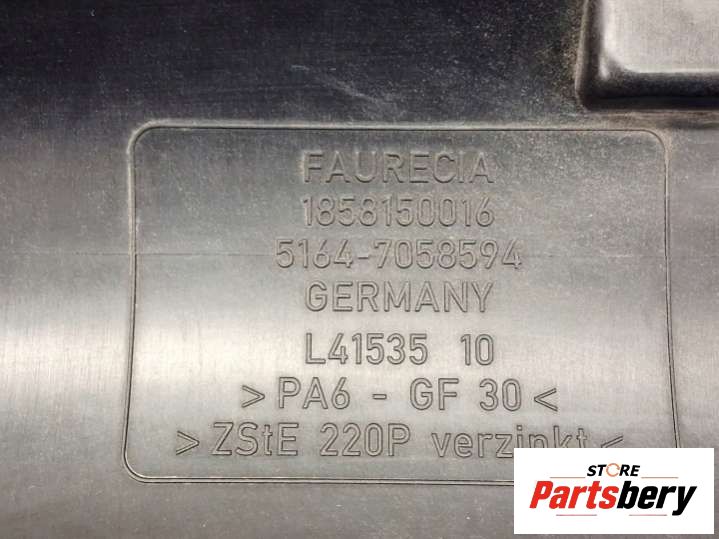 FAURECIA
1858150016
5164-7058594
GERMANY
L41535 10
>PA6 - GF 30<
>ZStE 220P verzinkt<
STORE
Partsbery